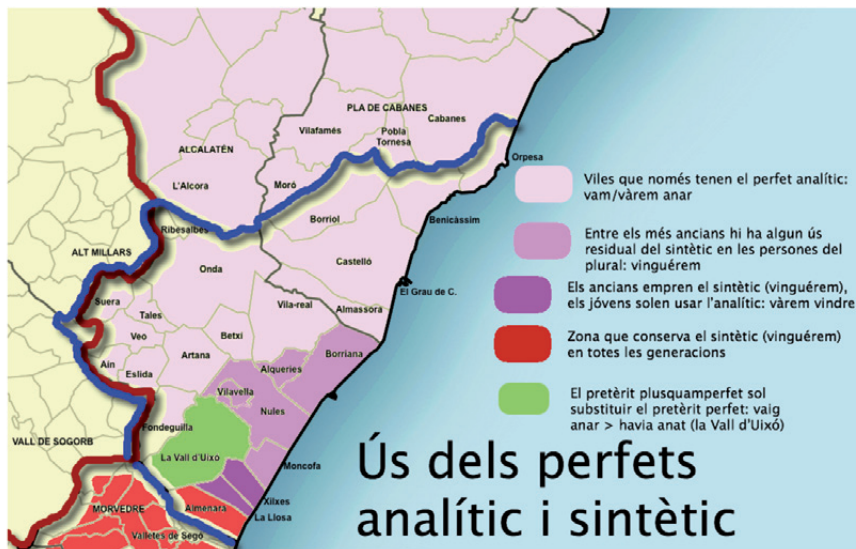 PLA DE CABANES
Cabanes
Vilafamés
Pobla
Tornesa
ALCALATÉN
Orpesa
L'Alcora
Moró
Benicàssim
Borriol
Ribesalbes
ALT MILLARS
Castelló
Onda
El Grau de C.
Suera
Vila-real
Almassora
Tales
Betxi
Veo
Borriana
Artana
Ain
Alqueries
Eslida
Vilavella
Nules
Fondeguilla
VALL DE SOGORB
La Vall d'Uixó
Moncofa
Xilxes
MORVEDRE
Almenara
La Llosa
Valletes de Segó
Viles que només tenen el perfet analític:
vam/vàrem anar
Entre els més ancians hi ha algun ús
residual del sintètic en les persones del
plural: vinguérem
Els ancians empren el sintètic (vinguérem),
els jóvens solen usar l'analític: vàrem vindre
Zona que conserva el sintètic (vinguérem)
en totes les generacions
El pretèrit plusquamperfet sol
substituir el pretèrit perfet: vaig
anar > havia anat (la Vall d'Uixó)
Ús dels perfets
analític i sintètic